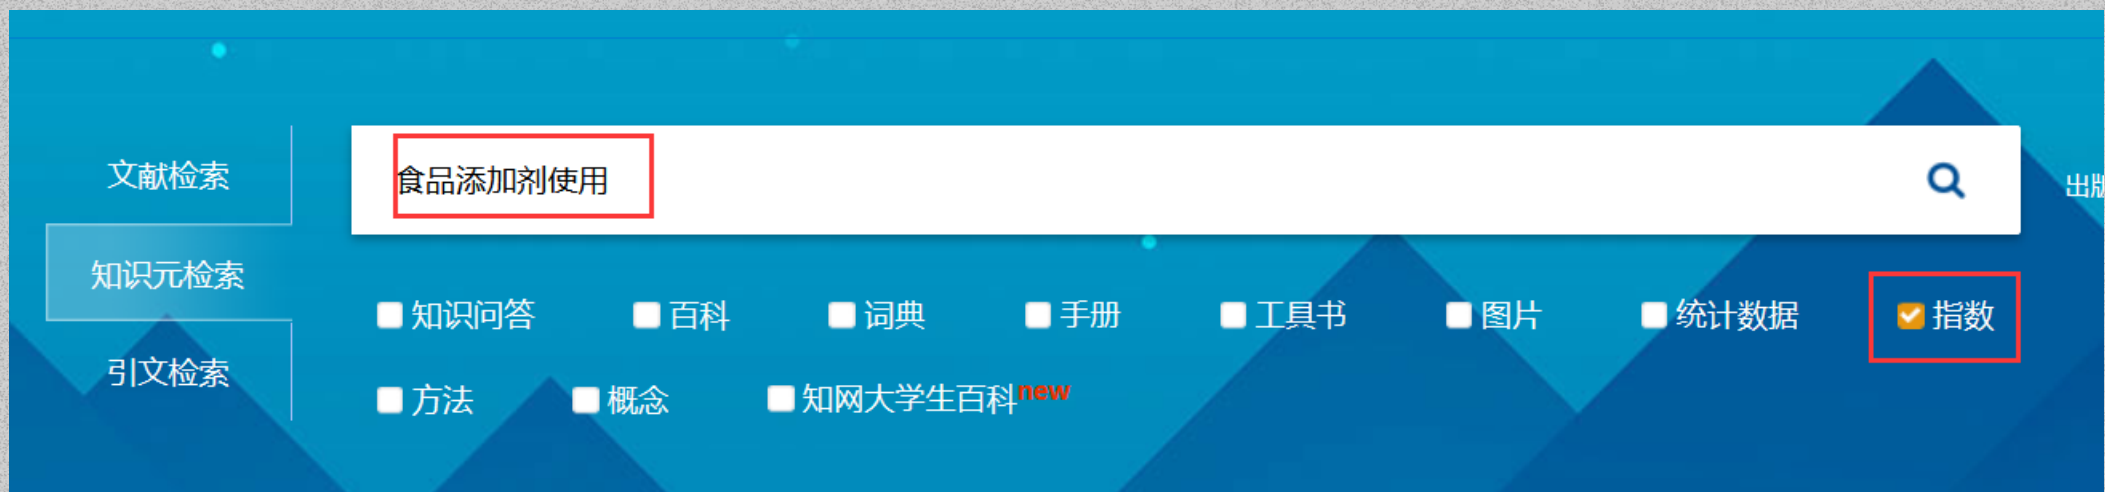 文献检索
食品添加剂使用
出版
知识元检索
知识问答 百科 词典 手册 工具书 图片 统计数据 指数
引文检索
方法 概念 知网大学生百科new